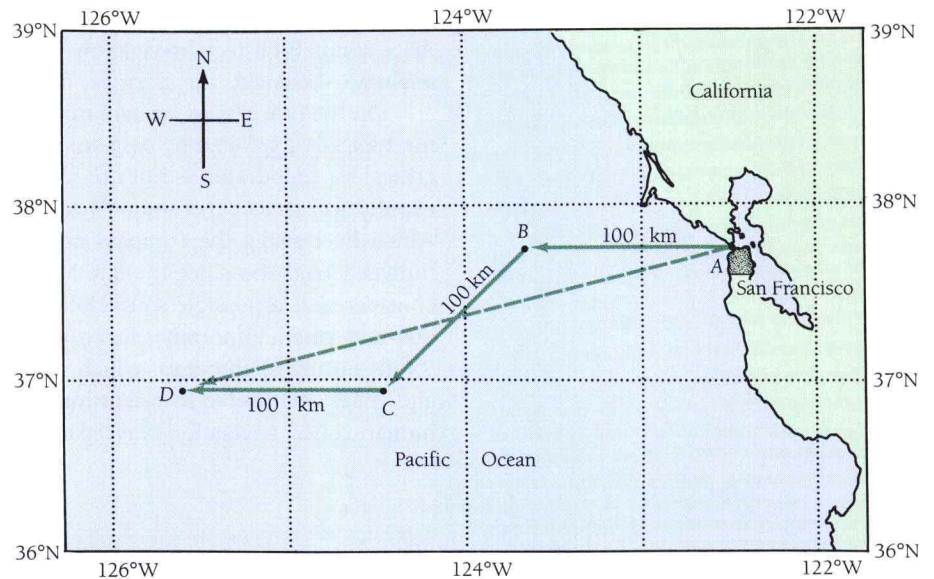 126°W 124°W 122°W
39°N 39°N
N
California
W E
S
38°N 38°N
B
100 km
A
San Francisco
100 km
37°N 37°N
D
100 km
C
Pacific Ocean
36°N 36°N
126°W 124°W 122°W